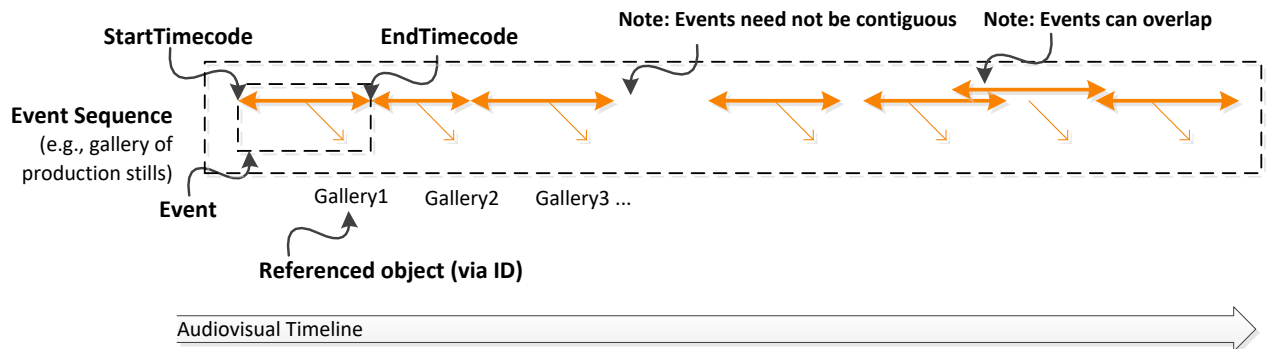 Note: Events need not be contiguous
Note: Events can overlap
StartTimecode
EndTimecode
Event Sequence
(e.g., gallery of
production stills)
Event
Gallery1
Gallery2
Gallery3 ...
Referenced object (via ID)
Audiovisual Timeline